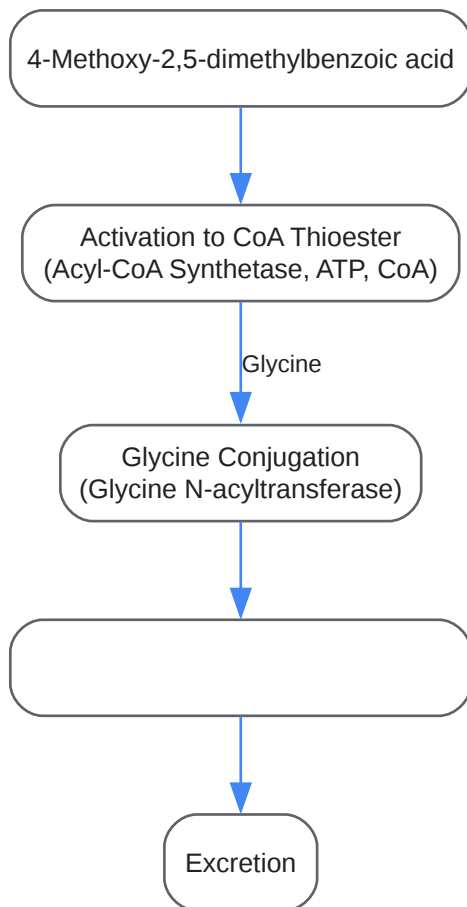 4-Methoxy-2,5-dimethylbenzoic acid
Activation to CoA Thioester
(Acyl-CoA Synthetase, ATP, CoA)
Glycine
Glycine Conjugation
(Glycine N-acyltransferase)
Excretion